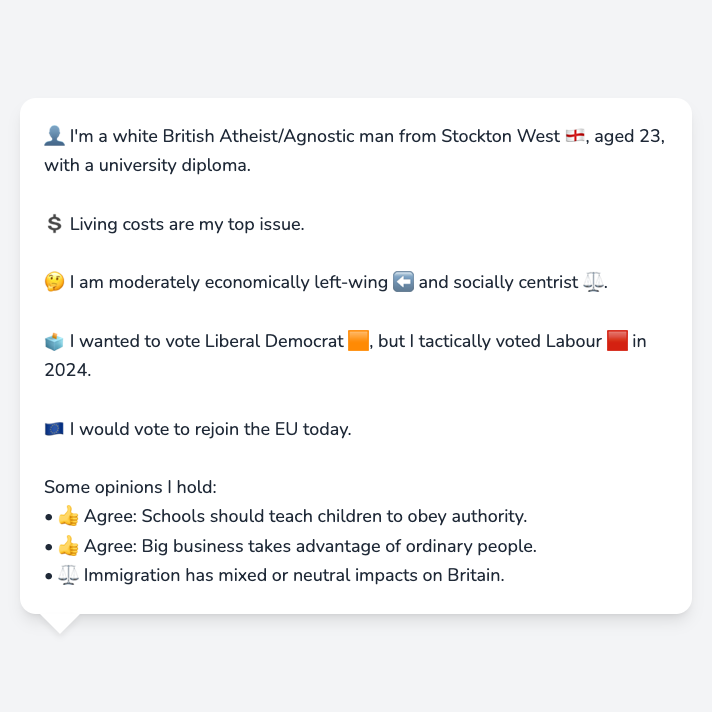 👤 I'm a white British Atheist/Agnostic man from Stockton West 🏴󠁧󠁢󠁥󠁮󠁧󠁿, aged 23,
with a university diploma.
💲 Living costs are my top issue.
🤔 I am moderately economically left-wing ⬅️ and socially centrist ⚖️.
🗳️ I wanted to vote Liberal Democrat 🟧, but I tactically voted Labour 🟥 in
2024.
🇪🇺 I would vote to rejoin the EU today.
Some opinions I hold:
• 👍 Agree: Schools should teach children to obey authority.
• 👍 Agree: Big business takes advantage of ordinary people.
• ⚖️ Immigration has mixed or neutral impacts on Britain.